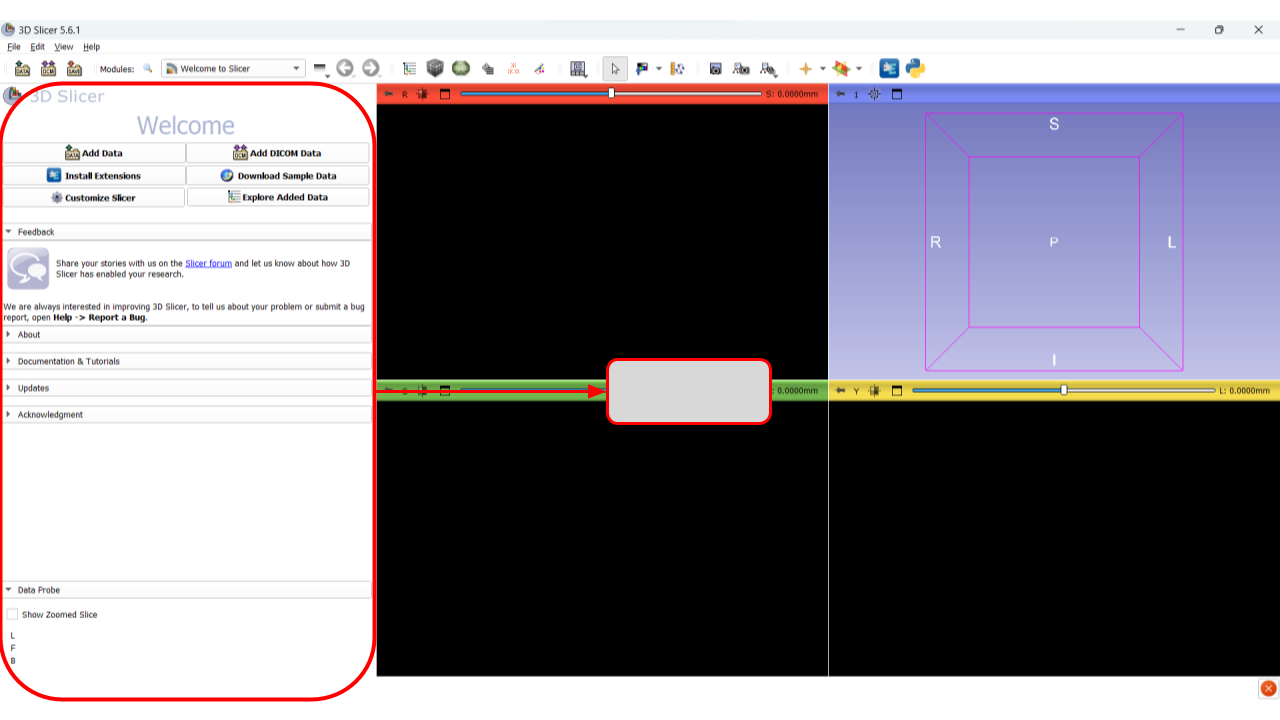 3D Slicer 5.6.1
File Edit View Help
DATA DCM SAVE Modules: Welcome to Slicer
3D Slicer
R S: 0.0000mm 1
Welcome
Add Data Add DICOM Data
Install Extensions Download Sample Data
Customize Slicer Explore Added Data
Feedback
Share your stories with us on the Slicer forum and let us know about how 3D
Slicer has enabled your research.
We are always interested in improving 3D Slicer, to tell us about your problem or submit a bug
report, open Help -> Report a Bug.
About
Documentation & Tutorials
Updates
Acknowledgment
Data Probe
Show Zoomed Slice
L
F
B
S
R P L
I
0.0000mm Y L: 0.0000mm